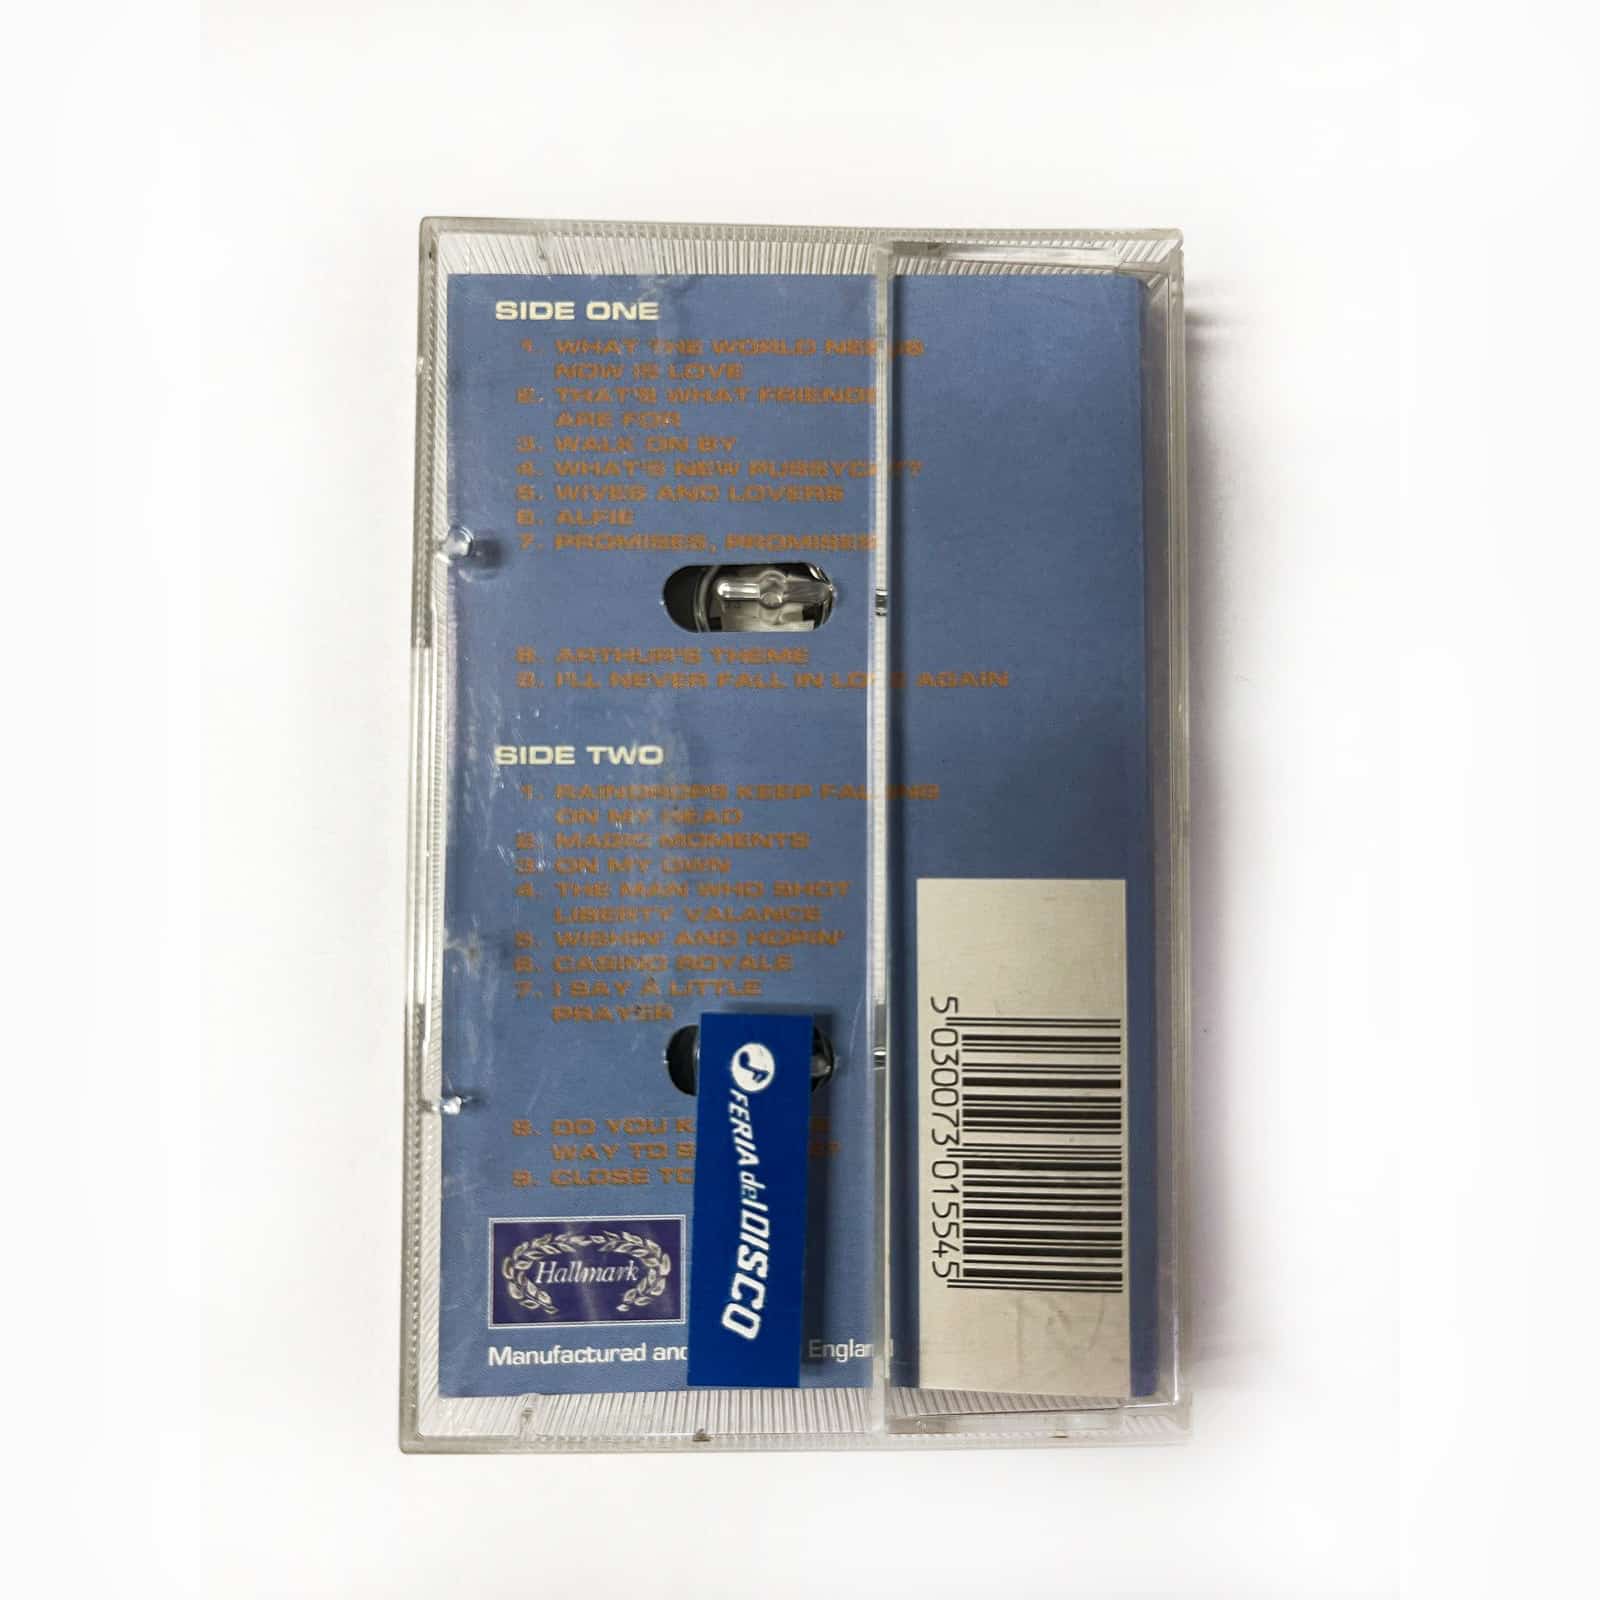 SIDE ONE
1. WHAT THE WORLD NEEDS
NOW IS LOVE
2. THAT'S WHAT FRIENDS
ARE FOR
3. WALK ON BY
4. WHAT'S NEW PUSSYCAT?
5. WIVES AND LOVERS
6. ALFIE
7. PROMISES, PROMISES
8. ARTHUR'S THEME
9. I'LL NEVER FALL IN LOVE AGAIN
SIDE TWO
1. RAINDROPS KEEP FALLING
ON MY HEAD
2. MAGIC MOMENTS
3. ON MY OWN
4. THE MAN WHO SHOT
LIBERTY VALANCE
5. WISHIN' AND HOPIN'
6. CASINO ROYALE
7. I SAY A LITTLE
PRAYER
8. DO YOU
WAY TO
9. CLOSE TO
Hallmark
Manufactured and England
FERIA del DISCO
5030073015545